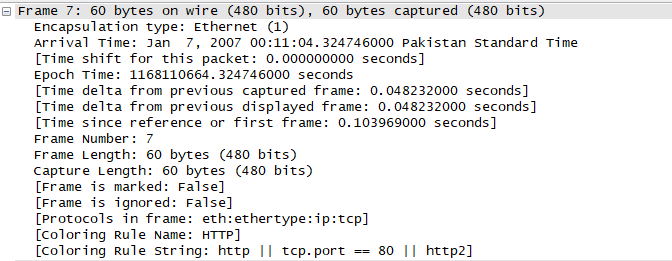 Frame 7: 60 bytes on wire (480 bits), 60 bytes captured (480 bits)
Encapsulation type: Ethernet (1)
Arrival Time: Jan  7, 2007 00:11:04.324746000 Pakistan Standard Time
[Time shift for this packet: 0.000000000 seconds]
Epoch Time: 1168110664.324746000 seconds
[Time delta from previous captured frame: 0.048232000 seconds]
[Time delta from previous displayed frame: 0.048232000 seconds]
[Time since reference or first frame: 0.103969000 seconds]
Frame Number: 7
Frame Length: 60 bytes (480 bits)
Capture Length: 60 bytes (480 bits)
[Frame is marked: False]
[Frame is ignored: False]
[Protocols in frame: eth:ethertype:ip:tcp]
[Coloring Rule Name: HTTP]
[Coloring Rule String: http || tcp.port == 80 || http2]